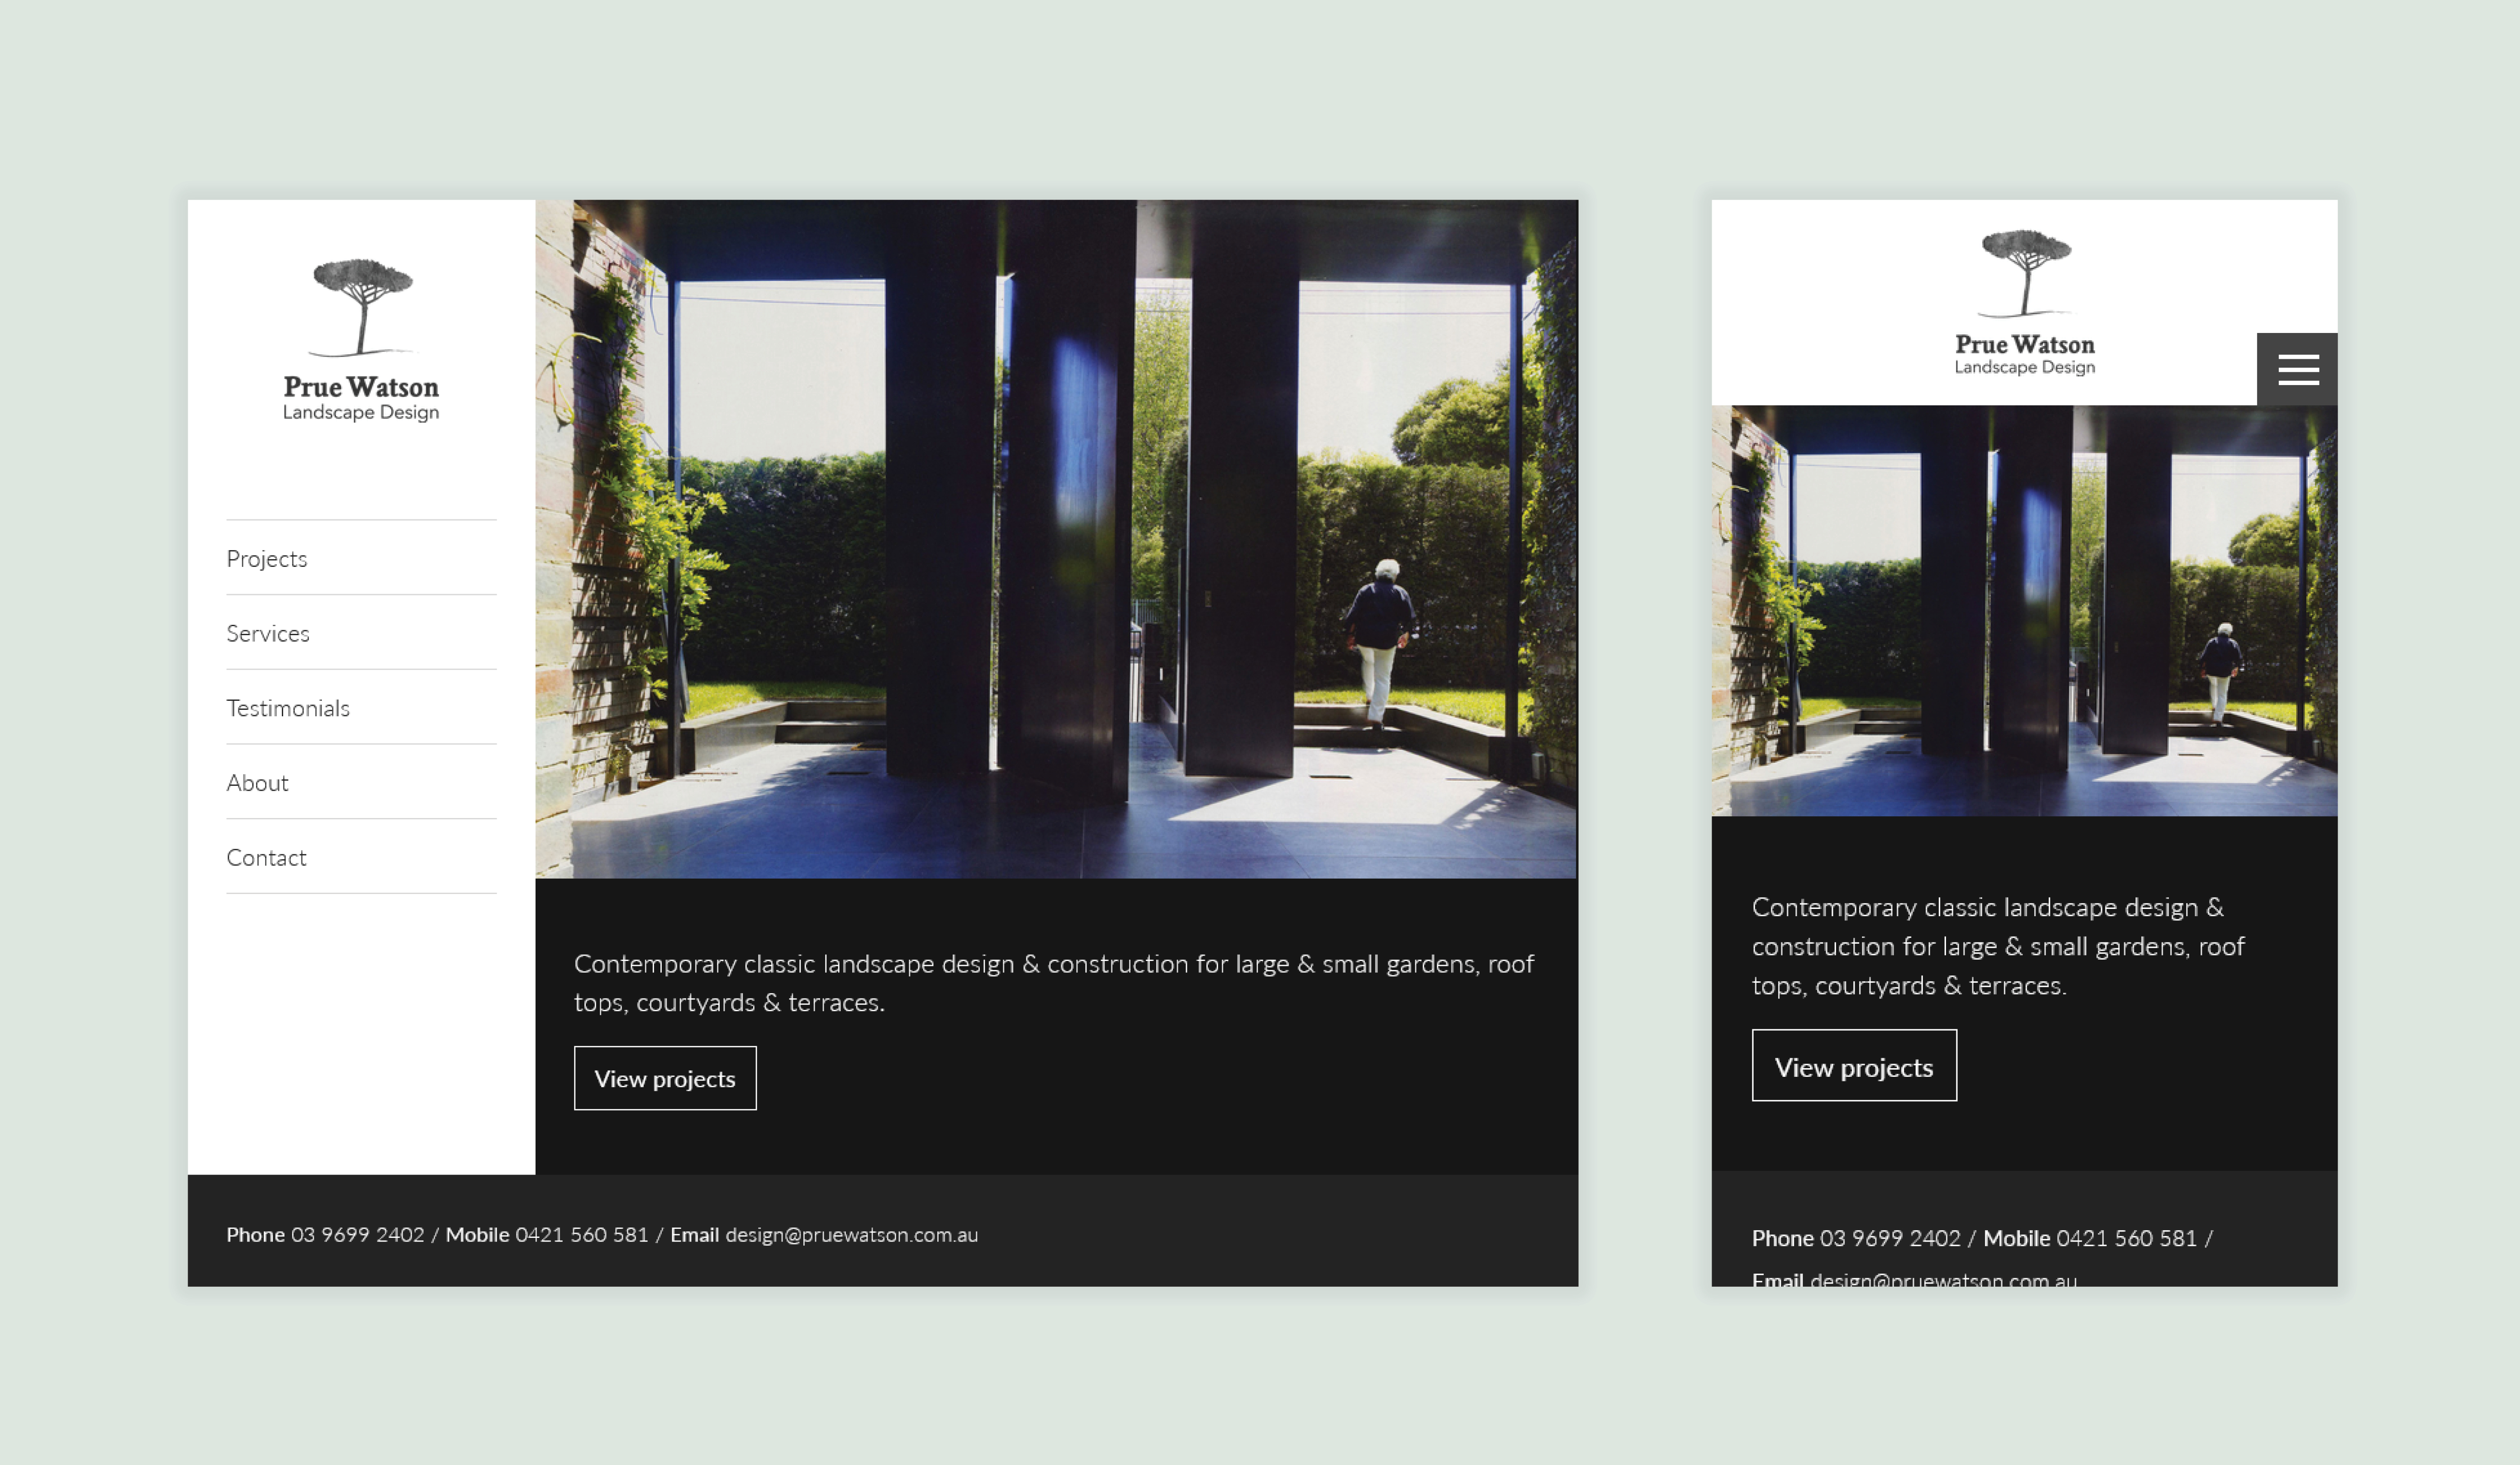 Prue Watson
Landscape Design
Projects
Services
Testimonials
About
Contact
Contemporary classic landscape design & construction for large & small gardens, roof
tops, courtyards & terraces.
View projects
Phone 03 9699 2402 / Mobile 0421 560 581 / Email design@pruewatson.com.au
Prue Watson
Landscape Design
Contemporary classic landscape design &
construction for large & small gardens, roof
tops, courtyards & terraces.
View projects
Phone 03 9699 2402 / Mobile 0421 560 581 /
Email design@pruewatson.com.au